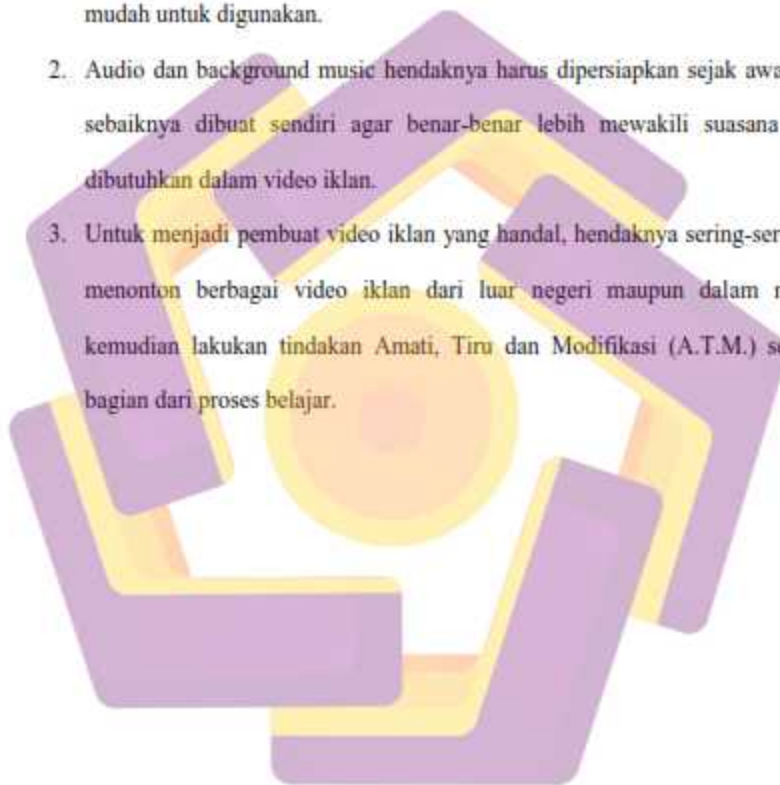 mudah untuk digunakan.
2. Audio dan background music hendaknya harus dipersiapkan sejak awa
sebaiknya dibuat sendiri agar benar-benar lebih mewakili suasana
dibutuhkan dalam video iklan.
3. Untuk menjadi pembuat video iklan yang handal, hendaknya sering-ser
menonton berbagai video iklan dari luar negeri maupun dalam
kemudian lakukan tindakan Amati, Tiru dan Modifikasi (A.T.M.)
bagian dari proses belajar.